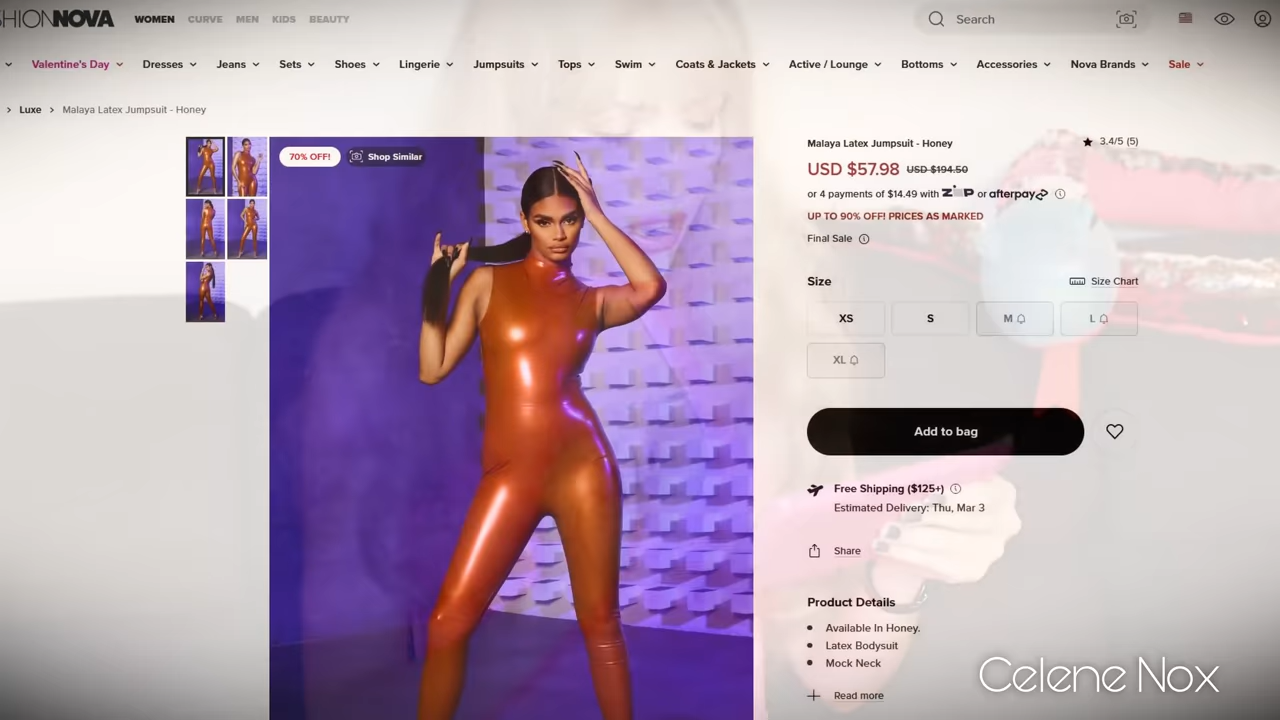 HIONNOVA WOMEN CURVE MEN KIDS BEAUTY Search
Valentine's Day Dresses Jeans Sets Shoes Lingerie Jumpsuits Tops Swim Coats & Jackets Active / Lounge Bottoms Accessories Nova Brands Sale
Luxe Malaya Latex Jumpsuit - Honey
70% OFF! Shop Similar
Malaya Latex Jumpsuit - Honey 3.4/5 (5)
USD $57.98 USD $194.50
or 4 payments of $14.49 with ZIP or afterpay
UP TO 90% OFF! PRICES AS MARKED
Final Sale
Size Size Chart
XS S M L
XL
Add to bag
Free Shipping ($125+)
Estimated Delivery: Thu, Mar 3
Share
Product Details
Available In Honey.
Latex Bodysuit
Mock Neck
Read more
Celene Nox